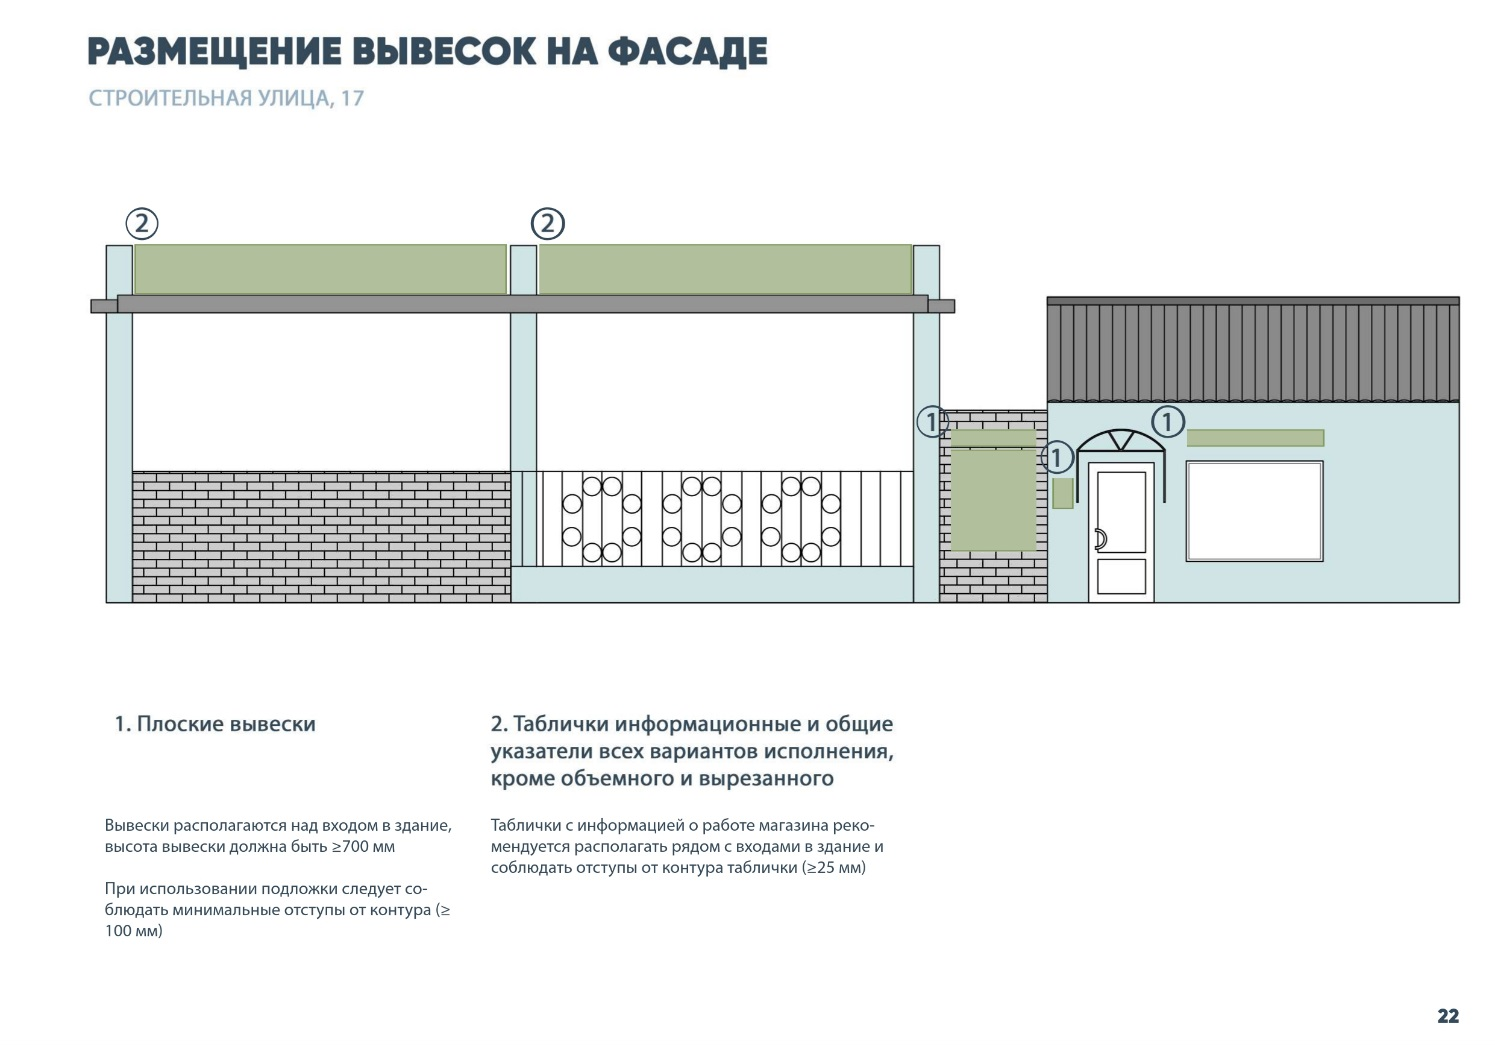 РАЗМЕЩЕНИЕ ВЫВЕСОК НА ФАСАДЕ
СТРОИТЕЛЬНАЯ УЛИЦА, 17
2
2
1
1
1
1. Плоские вывески
Вывески располагаются над входом в здание,
высота вывески должна быть ≥700 мм
При использовании подложки следует со-
блюдать минимальные отступы от контура (≥
100 мм)
2. Таблички информационные и общие
указатели всех вариантов исполнения,
кроме объемного и вырезанного
Таблички с информацией о работе магазина реко-
мендуется располагать рядом с входами в здание и
соблюдать отступы от контура таблички (≥25 мм)
22